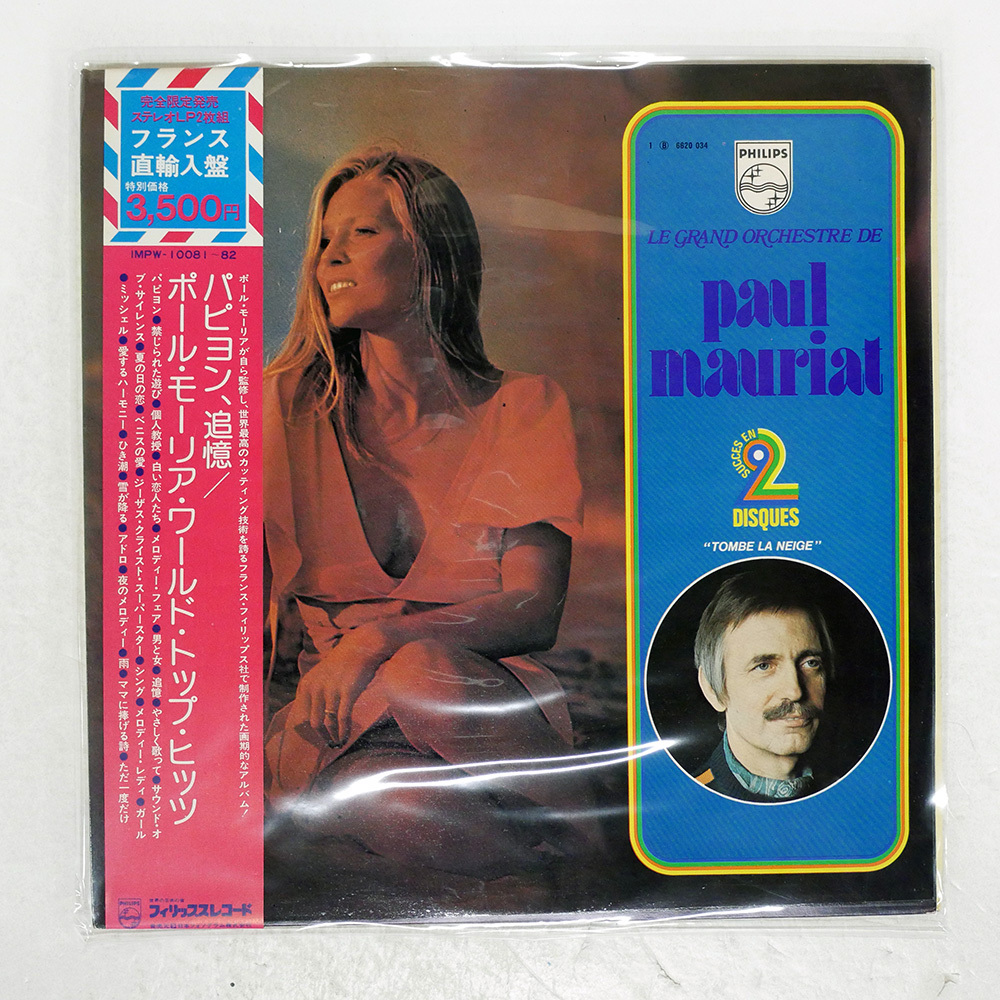 完全限定発売
ステレオLP2枚組
フランス
直輸入盤
特別価格
3,500円
IMPW-10081~82
ポール・モーリアが自ら監修し、世界最高のカッティング技術を誇るフランス・フィリップス社で制作された画期的なアルバム!
パピヨン、追憶/
ポール・モーリア・ワールド・トップ・ヒッツ
パピヨン●禁じられた遊び●個人教授●白い恋人たち●メロディー・フェア●男と女●追憶●やさしく歌って●サウンド・オ
ブ・サイレンス●夏の日の恋●ベニスの愛●ジーザス・クライスト・スーパースター●シング●メロディー・レディ●ガール
●ミッシェル●愛するハーモニー●ひき潮●雪が降る●アドロ●夜のメロディー●雨●ママに捧げる詩●ただ一度だけ
PHILIPS
フィリップスレコード
1 B 6620 034
PHILIPS
LE GRAND ORCHESTRE DE
paul
mauriat
SUCCES EN
2
DISQUES
"TOMBE LA NEIGE"